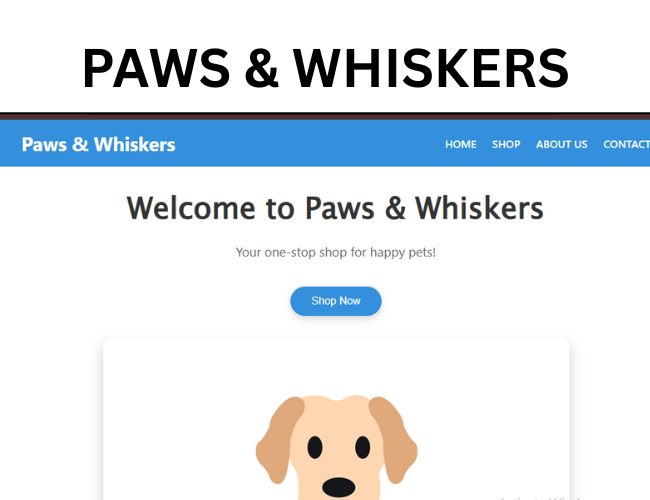 PAWS & WHISKERS
Paws & Whiskers HOME SHOP ABOUT US CONTACT
Welcome to Paws & Whiskers
Your one-stop shop for happy pets!
Shop Now